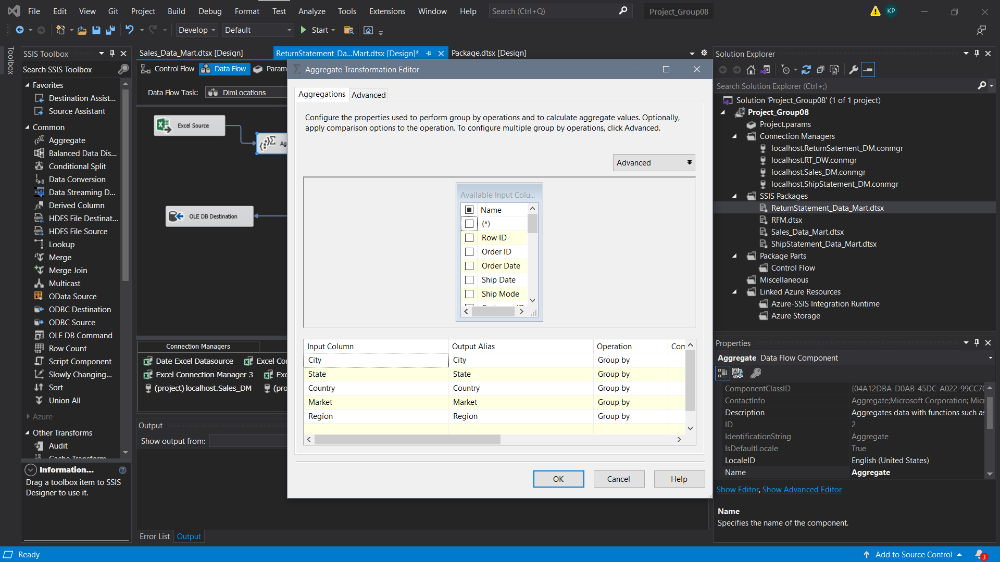 File Edit View Git Project Build Debug Format Test Analyze Tools Extensions Window Help Search (Ctrl+Q) Project_Group08 KP
Develop Default Start
Toolbox
SSIS Toolbox
Search SSIS Toolbox
Favorites
Destination Assist...
Source Assistant
Common
Aggregate
Balanced Data Dis...
Conditional Split
Data Conversion
Data Streaming D...
Derived Column
HDFS File Destinat...
HDFS File Source
Lookup
Merge
Merge Join
Multicast
OData Source
ODBC Destination
ODBC Source
OLE DB Command
Row Count
Script Component
Slowly Changing...
Sort
Union All
Azure
Other Transforms
Audit
Cache Transform
Information...
Drag a toolbox item to SSIS
Designer to use it.
Sales_Data_Mart.dtsx [Design] ReturnStatement_Da...Mart.dtsx [Design]* Package.dtsx [Design]
Control Flow Data Flow Param
Data Flow Task: DimLocations
Excel Source
Ag
OLE DB Destination
Connection Managers
Date Excel Datasource Excel Co
Excel Connection Manager 3 Exc
(project) localhost.Sales_DM (pro
Output
Show output from:
Error List Output
Aggregate Transformation Editor
Aggregations Advanced
Configure the properties used to perform group by operations and to calculate aggregate values. Optionally,
apply comparison options to the operation. To configure multiple group by operations, click Advanced.
Advanced
Available Input Colu...
Name
(*)
Row ID
Order ID
Order Date
Ship Date
Ship Mode
Input Column Output Alias Operation Com
City City Group by
State State Group by
Country Country Group by
Market Market Group by
Region Region Group by
OK Cancel Help
Solution Explorer
Search Solution Explorer (Ctrl+;)
Solution 'Project_Group08' (1 of 1 project)
Project_Group08
Project.params
Connection Managers
localhost.ReturnSatement_DM.conmgr
localhost.RT_DW.conmgr
localhost.Sales_DM.conmgr
localhost.ShipStatement_DM.conmgr
SSIS Packages
ReturnStatement_Data_Mart.dtsx
RFM.dtsx
Sales_Data_Mart.dtsx
ShipStatement_Data_Mart.dtsx
Package Parts
Control Flow
Miscellaneous
Linked Azure Resources
Azure-SSIS Integration Runtime
Azure Storage
Properties
Aggregate Data Flow Component
ComponentClassID {04A12DBA-D0AB-45DC-A022-99CC70
ContactInfo Aggregate;Microsoft Corporation; Micr
Description Aggregates data with functions such as
ID 2
IdentificationString Aggregate
IsDefaultLocale True
LocaleID English (United States)
Name Aggregate
Show Editor, Show Advanced Editor
Name
Specifies the name of the component.
Ready Add to Source Control 3